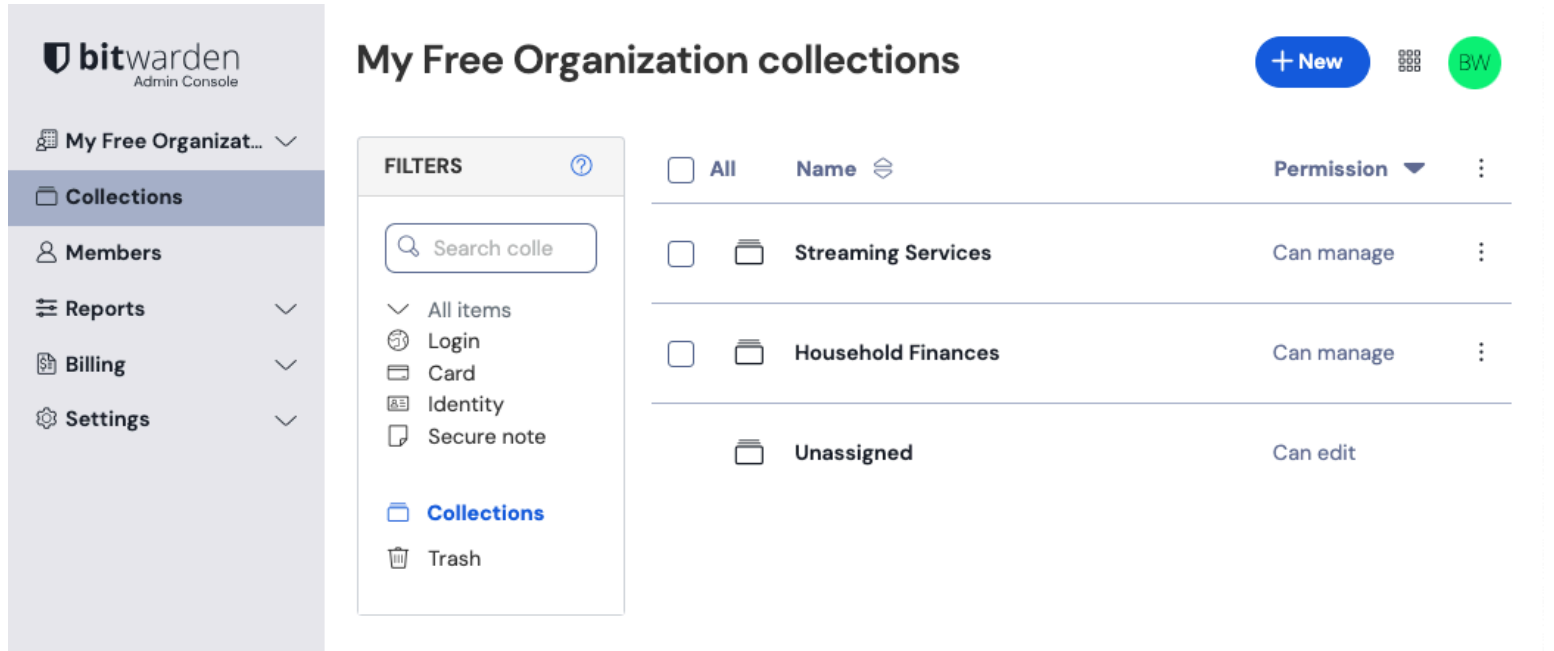 bitwarden
Admin Console
My Free Organizat...
Collections
Members
Reports
Billing
Settings
My Free Organization collections
New
BW
FILTERS
Search colle
All items
Login
Card
Identity
Secure note
Collections
Trash
All Name Permission
Streaming Services Can manage
Household Finances Can manage
Unassigned Can edit